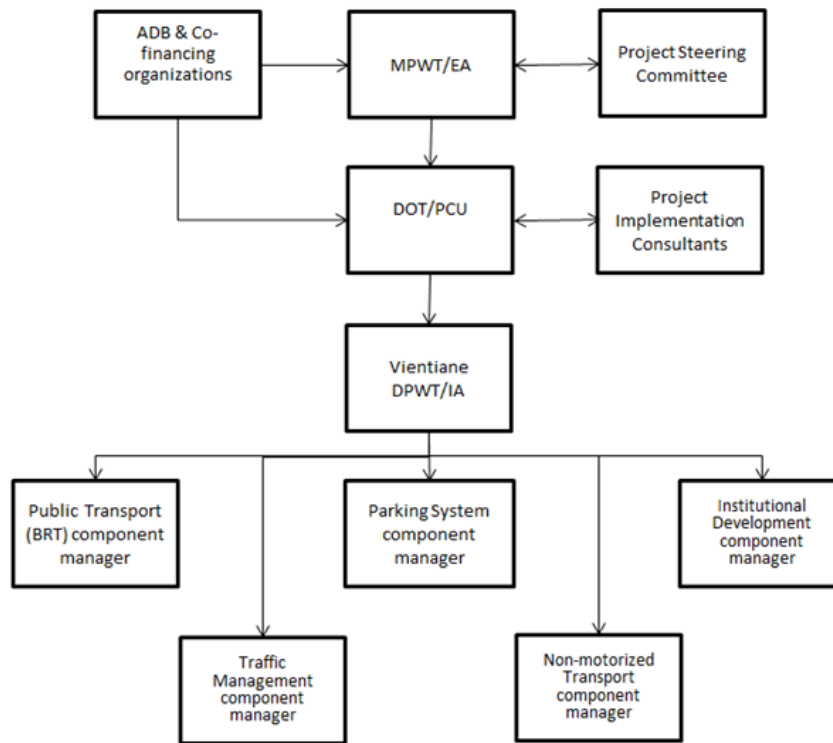 ADB & Co-
financing
organizations
MPWT/EA
Project Steering
Committee
DOT/PCU
Project
Implementation
Consultants
Vientiane
DPWT/IA
Public Transport
(BRT) component
manager
Parking System
component
manager
Institutional
Development
component
manager
Traffic
Management
component
manager
Non-motorized
Transport
component
manager